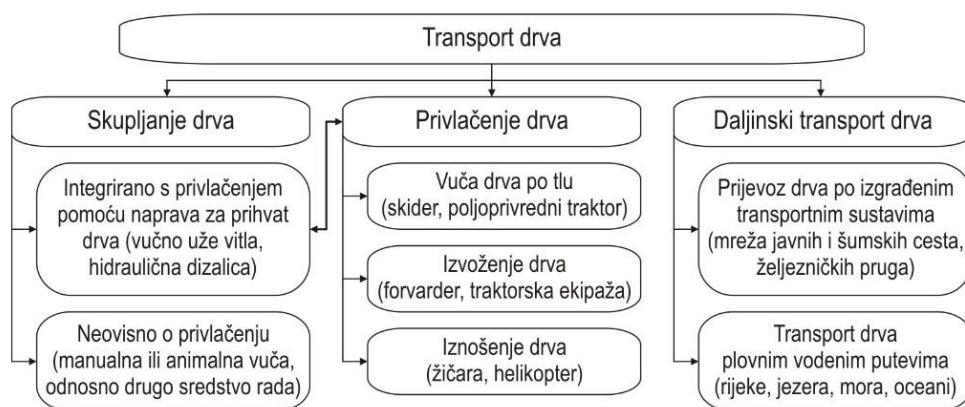 Transport drva
Skupljanje drva
Integrirano s privlačenjem
pomoću naprava za prihvat
drva (vučno uže vitla,
hidraulična dizalica)
Neovisno o privlačenju
(manualna ili animalna vuča,
odnosno drugo sredstvo rada)
Privlačenje drva
Vuča drva po tlu
(skider, poljoprivredni traktor)
Izvoženje drva
(forvarder, traktorska ekipaža)
Iznošenje drva
(žičara, helikopter)
Daljinski transport drva
Prijevoz drva po izgrađenim
transportnim sustavima
(mreža javnih i šumskih cesta,
željezničkih pruga)
Transport drva
plovnim vodenim putevima
(rijeke, jezera, mora, oceani)